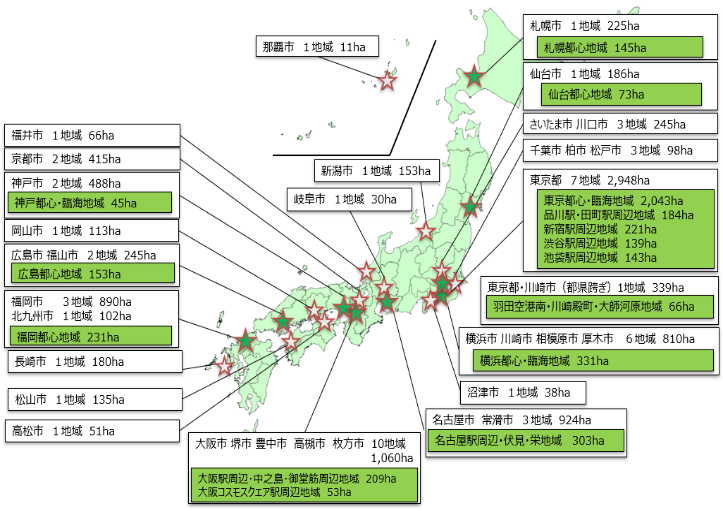 那覇市 1地域 11ha
札幌市 1地域 225ha
札幌都心地域 145ha
仙台市 1地域 186ha
仙台都心地域 73ha
さいたま市 川口市 3地域 245ha
千葉市 柏市 松戸市 3地域 98ha
東京都 7地域 2,948ha
東京都心・臨海地域 2,043ha
品川駅・田町駅周辺地域 184ha
新宿駅周辺地域 221ha
渋谷駅周辺地域 139ha
池袋駅周辺地域 143ha
東京都・川崎市(都県跨ぎ)1地域 339ha
羽田空港南・川崎殿町・大師河原地域 66ha
横浜市 川崎市 相模原市 厚木市 6地域 810ha
横浜都心・臨海地域 331ha
沼津市 1地域 38ha
名古屋市 常滑市 3地域 924ha
名古屋駅周辺・伏見・栄地域 303ha
新潟市 1地域 153ha
岐阜市 1地域 30ha
福井市 1地域 66ha
京都市 2地域 415ha
神戸市 2地域 488ha
神戸都心・臨海地域 45ha
岡山市 1地域 113ha
広島市 福山市 2地域 245ha
広島都心地域 153ha
福岡市 3地域 890ha
北九州市 1地域 102ha
福岡都心地域 231ha
長崎市 1地域 180ha
松山市 1地域 135ha
高松市 1地域 51ha
大阪市 堺市 豊中市 高槻市 枚方市 10地域
1,060ha
大阪駅周辺・中之島・御堂筋周辺地域 209ha
大阪コスモスクエア駅周辺地域 53ha